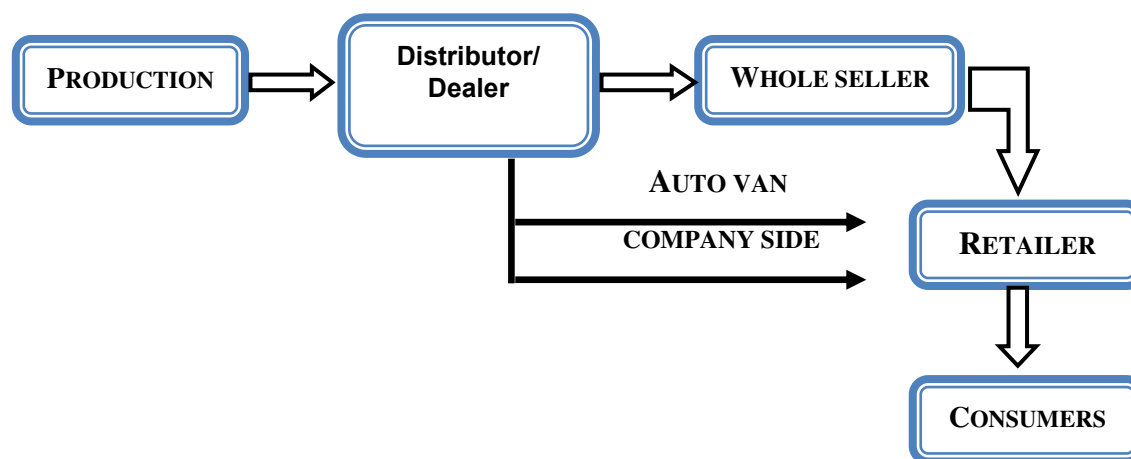 PRODUCTION
Distributor/
Dealer
WHOLE SELLER
AUTO VAN
COMPANY SIDE
RETAILER
CONSUMERS